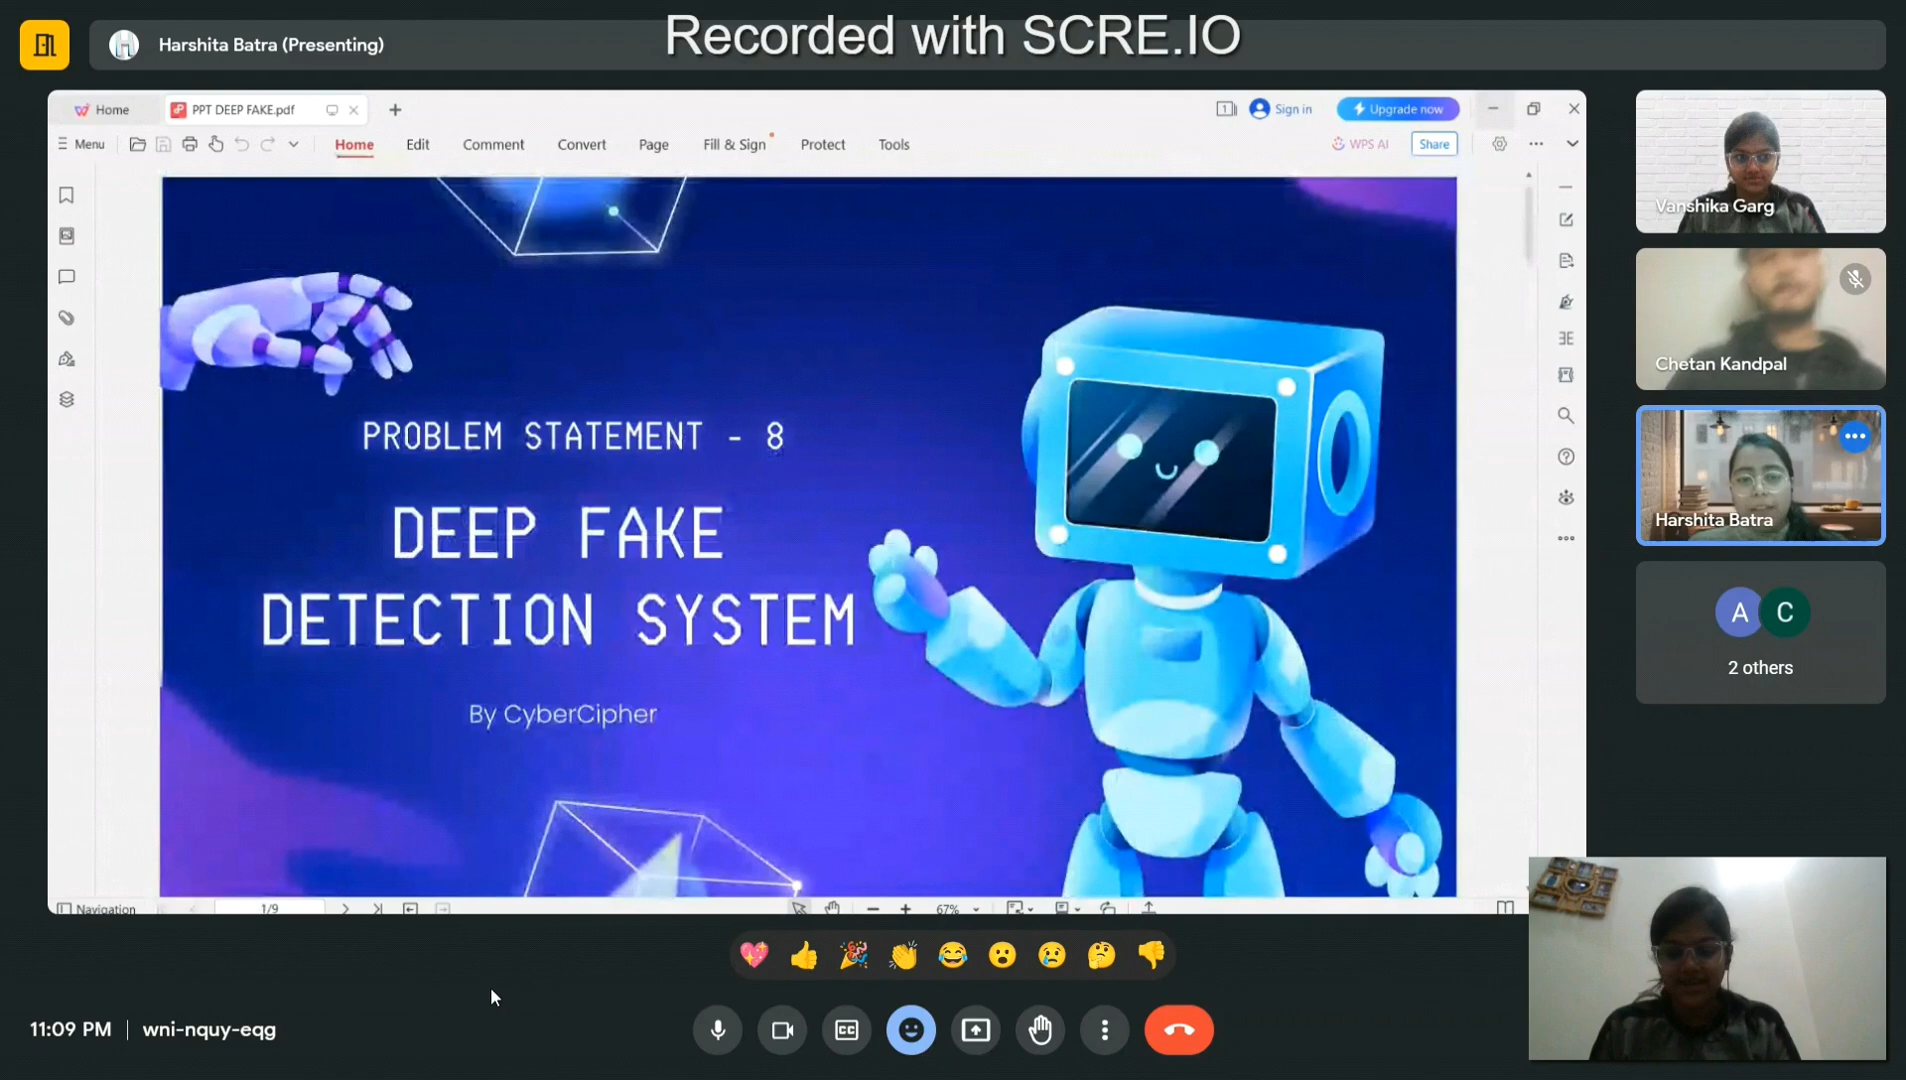 Recorded with SCRE.IO
Harshita Batra (Presenting)
Home
PPT DEEP FAKE.pdf
Sign in
Upgrade now
Menu
Home
Edit
Comment
Convert
Page
Fill & Sign
Protect
Tools
WPS AI
Share
PROBLEM STATEMENT - 8
DEEP FAKE
DETECTION SYSTEM
By CyberCipher
Navigation
1/9
67%
Vanshika Garg
Chetan Kandpal
Harshita Batra
A
C
2 others
11:09 PM
wni-nquy-eqg